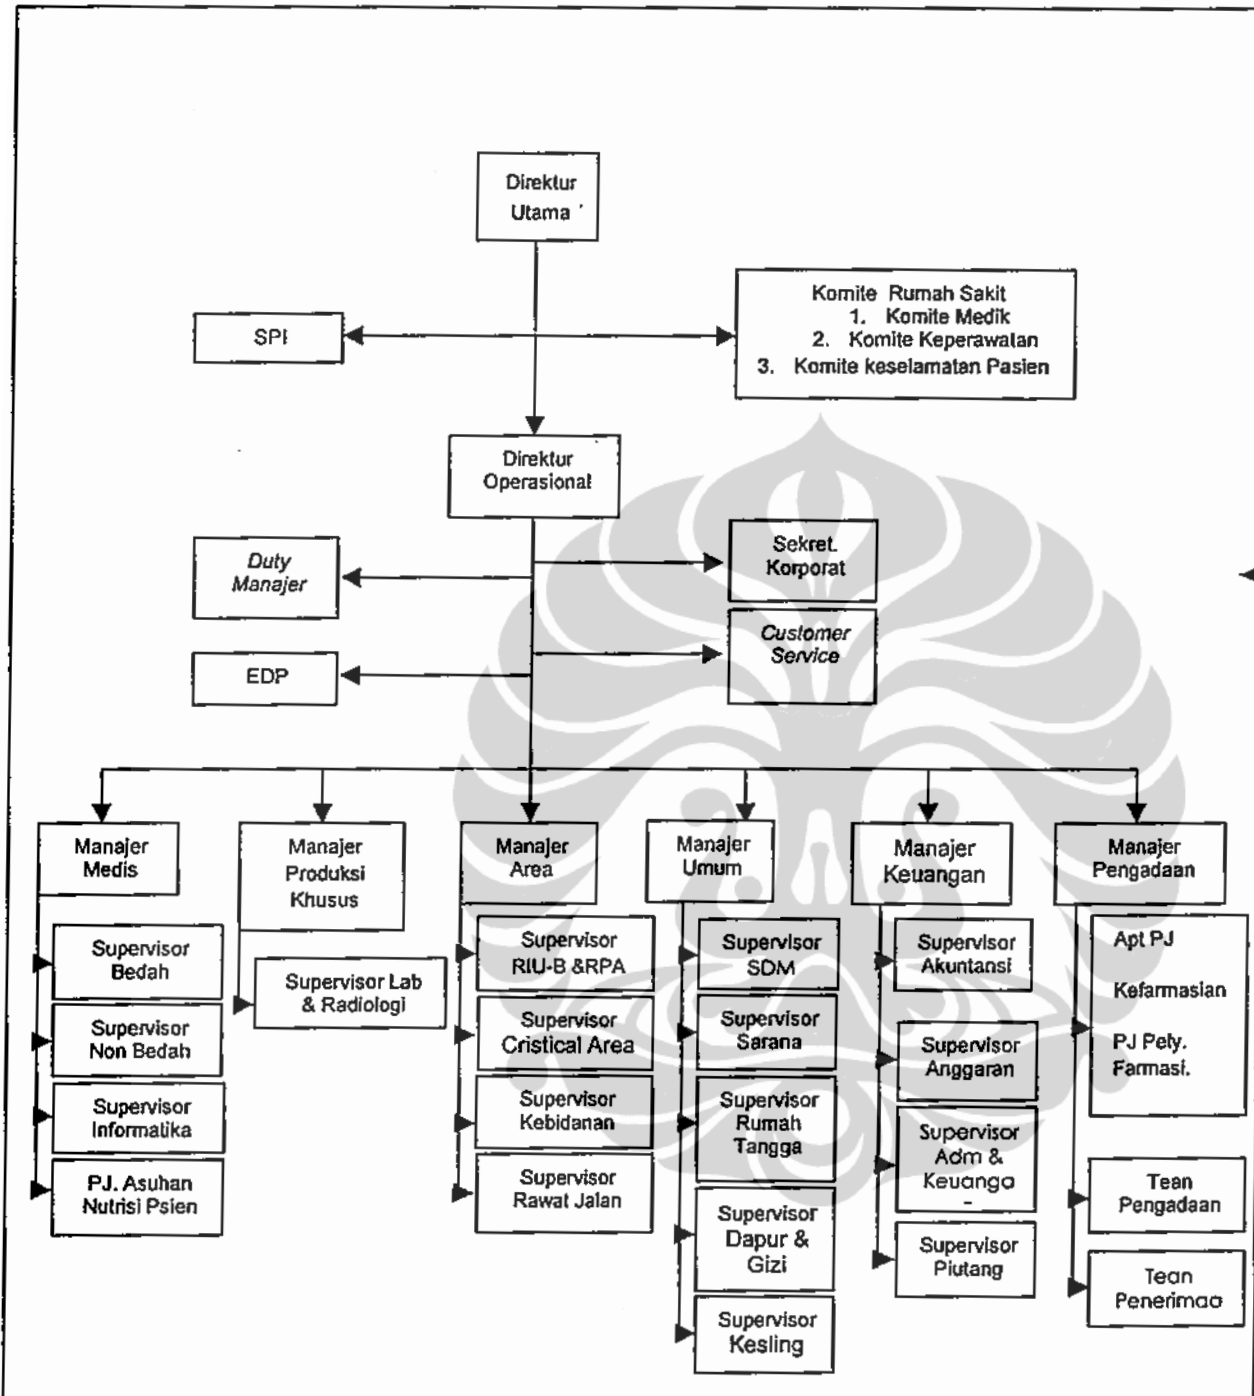 Direktur
Utama
SPI
Komite Rumah Sakit
1. Komite Medik
2. Komite Keperawalan
3. Komite keselamatan Pasien
Direktur
Operasional
Duty
Manajer
Sekret.
Korporat
Customer
Service
EDP
Manajer
Medis
Manajer
Produksi
Khusus
Manajer
Area
Manajer
Umum
Manajer
Keuangan
Manajer
Pengadaan
Supervisor
Bedah
Supervisor
Non Bedah
Supervisor
Informatika
PJ. Asuhan
Nutrisi Psien
Supervisor Lab
& Radiologi
Supervisor
RIU-B &RPA
Supervisor
Cristical Area
Supervisor
Kebidanan
Supervisor
Rawat Jalan
Supervisor
SDM
Supervisor
Sarana
Supervisor
Rumah
Tangga
Supervisor
Dapur &
Gizi
Supervisor
Kesling
Supervisor
Akuntansi
Supervisor
Anggaran
Supervisor
Adm &
Keuanga
Supervisor
Piutang
Apt PJ
Kefarmasian
PJ Pely.
Farmasi.
Tean
Pengadaan
Tean
Penerimaa